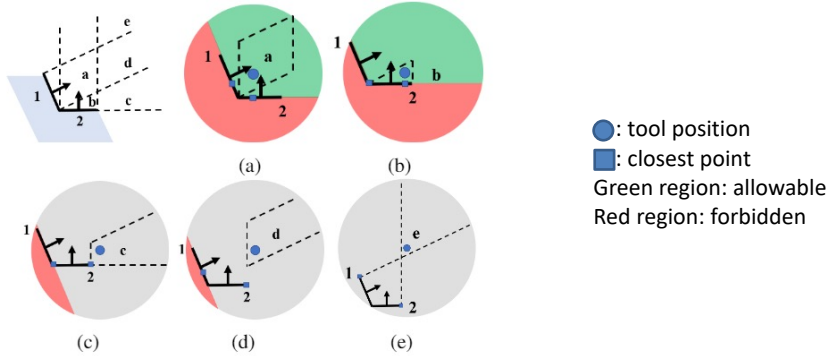 e
d
a
1
b
c
2
1
a
2
(a)
1
b
2
(b)
1
c
2
(c)
1
d
2
(d)
e
1
2
(e)
: tool position
: closest point
Green region: allowable
Red region: forbidden